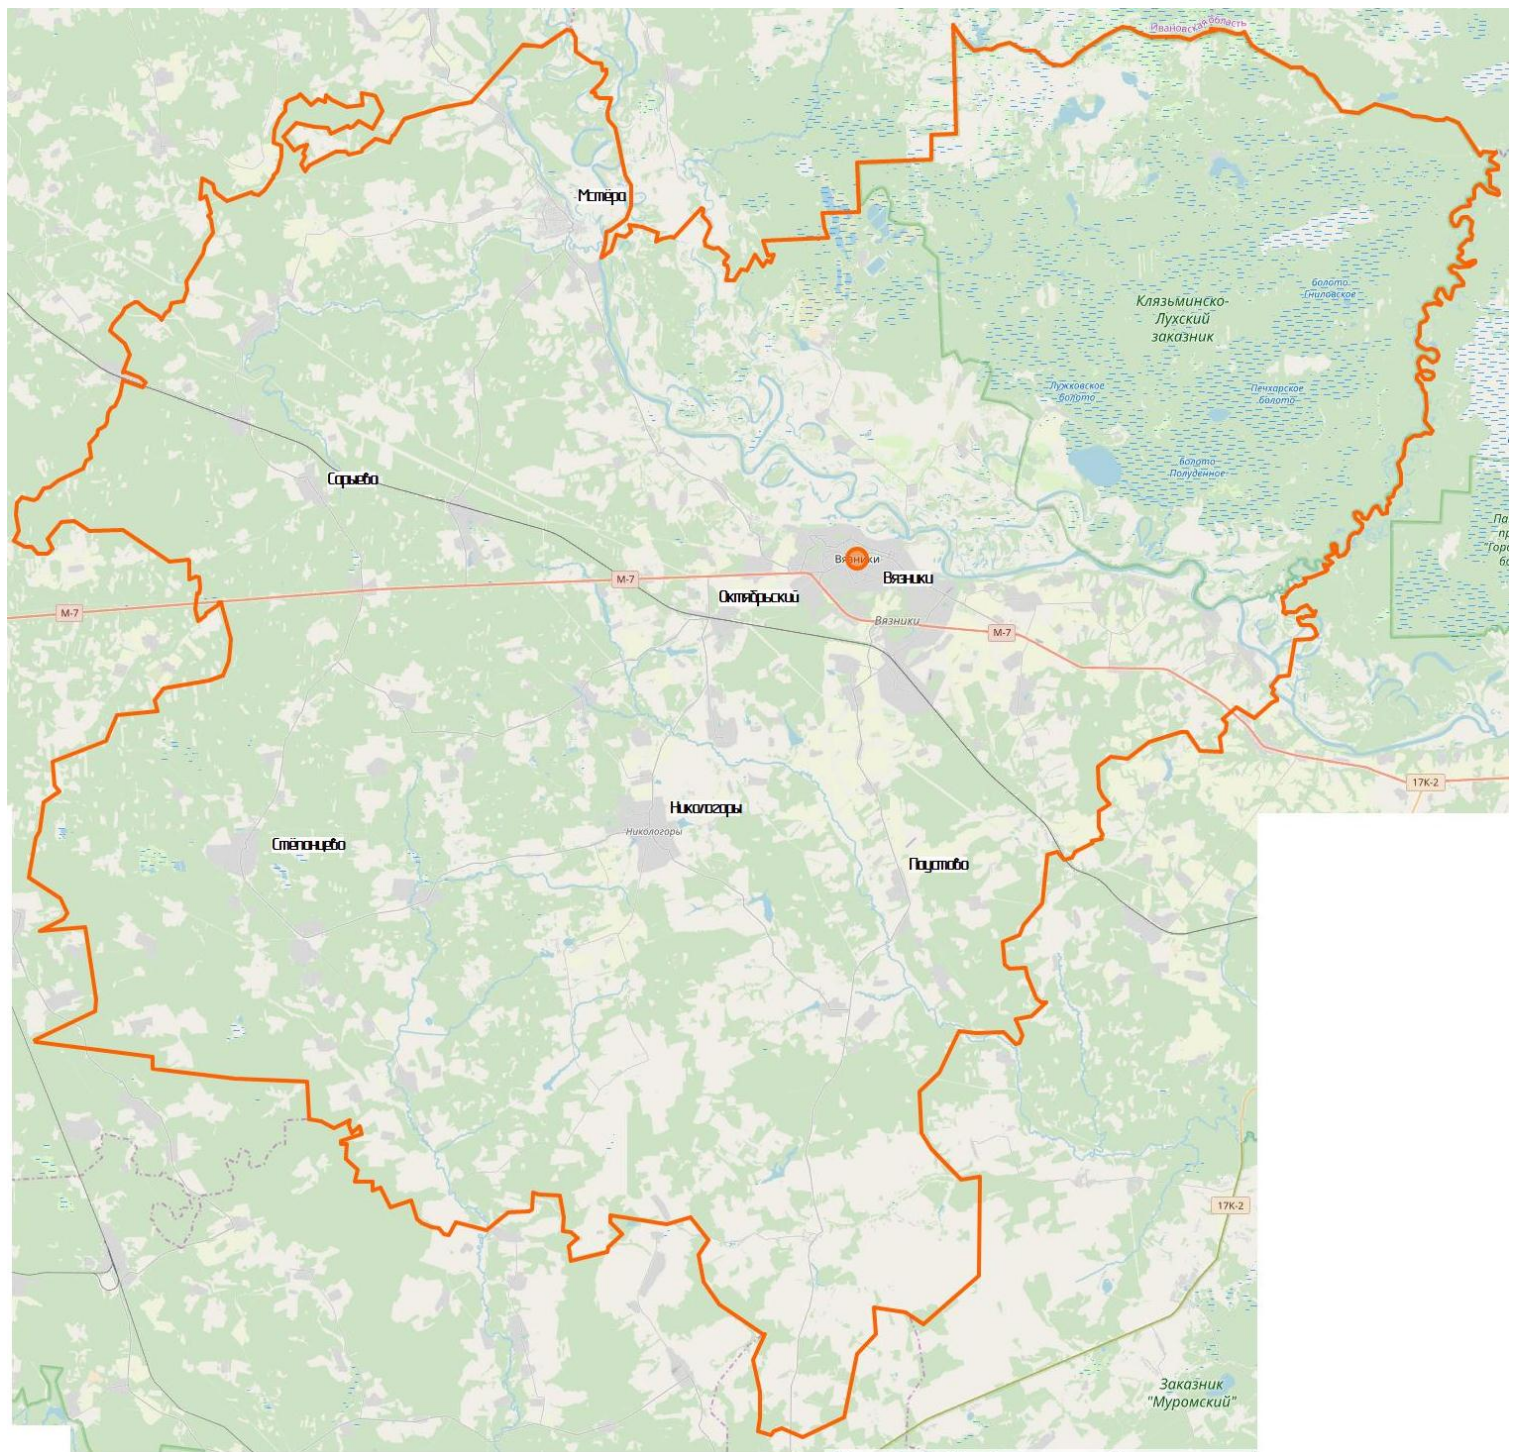 Ивановская область
Мстёра
болото
Гниловское
Клязьминско-
Лухский
заказник
Лужковское
болото
Печхарское
болото
болото
Полуденное
Сарыево
Вязники
Вязники
М-7
Октябрьский
М-7
Вязники
М-7
17К-2
Никологоры
Никологоры
Стёпанцево
Паустово
17К-2
Заказник
"Муромский"